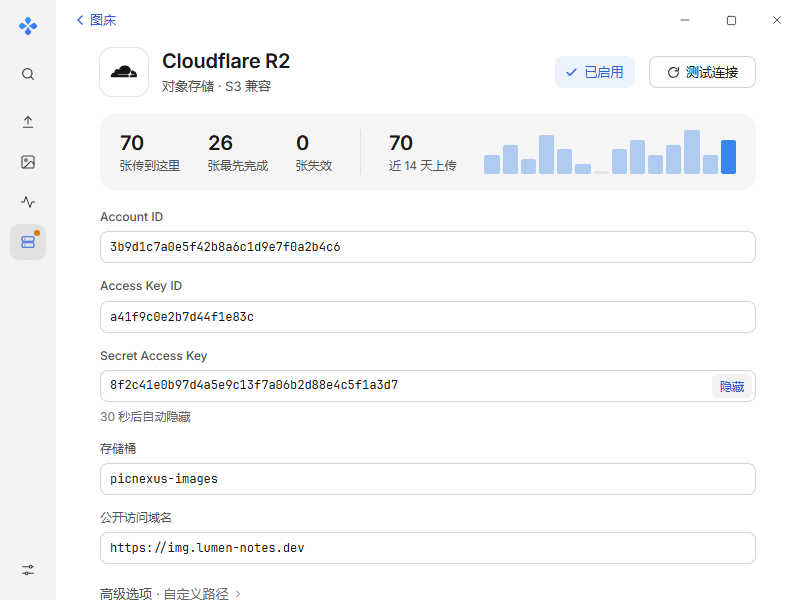 图床
Cloudflare R2
对象存储 · S3 兼容
已启用
测试连接
70
张传到这里
26
张最先完成
0
张失效
70
近 14 天上传
Account ID
3b9d1c7a0e5f42b8a6c1d9e7f0a2b4c6
Access Key ID
a41f9c0e2b7d44f1e83c
Secret Access Key
8f2c41e0b97d4a5e9c13f7a06b2d88e4c5f1a3d7
隐藏
30 秒后自动隐藏
存储桶
picnexus-images
公开访问域名
https://img.lumen-notes.dev
高级选项 · 自定义路径